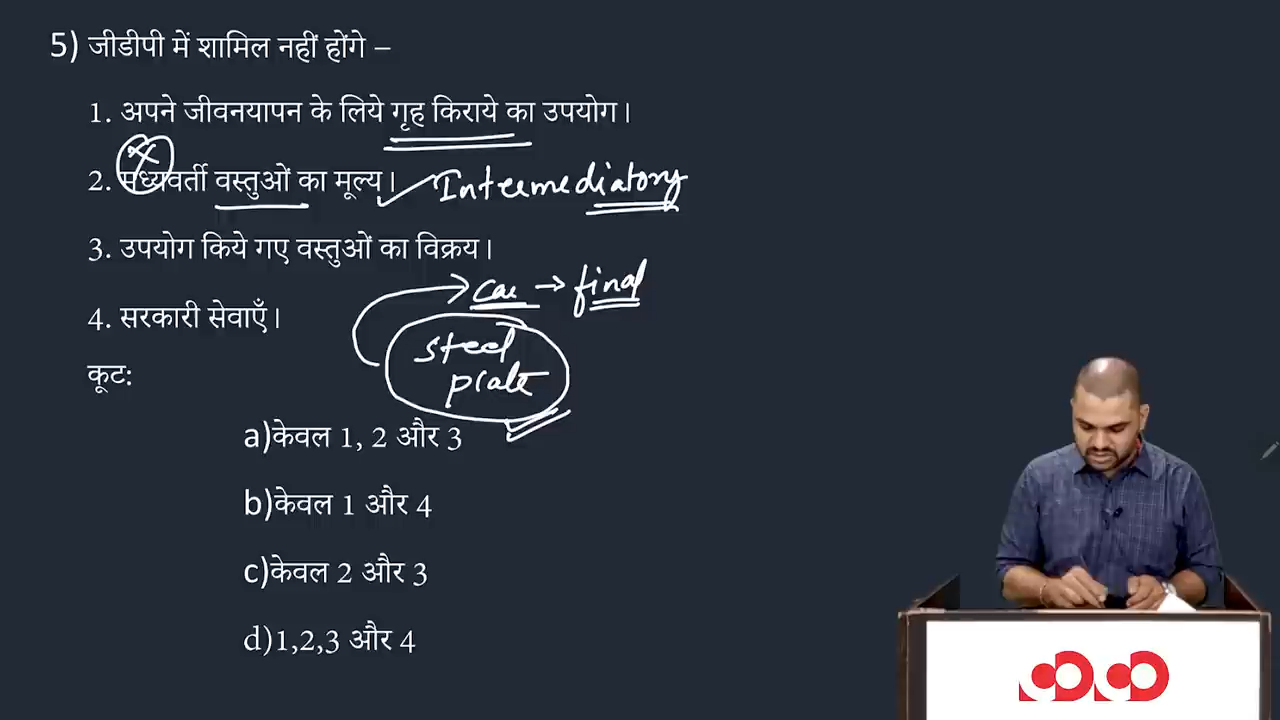 5) जीडीपी में शामिल नहीं होंगे –
1. अपने जीवनयापन के लिये गृह किराये का उपयोग।
2. मध्यवर्ती वस्तुओं का मूल्य। Intermediatory
3. उपयोग किये गए वस्तुओं का विक्रय।
car → final
4. सरकारी सेवाएँ।
steel
plate
कूट:
a)केवल 1, 2 और 3
b)केवल 1 और 4
c)केवल 2 और 3
d)1,2,3 और 4